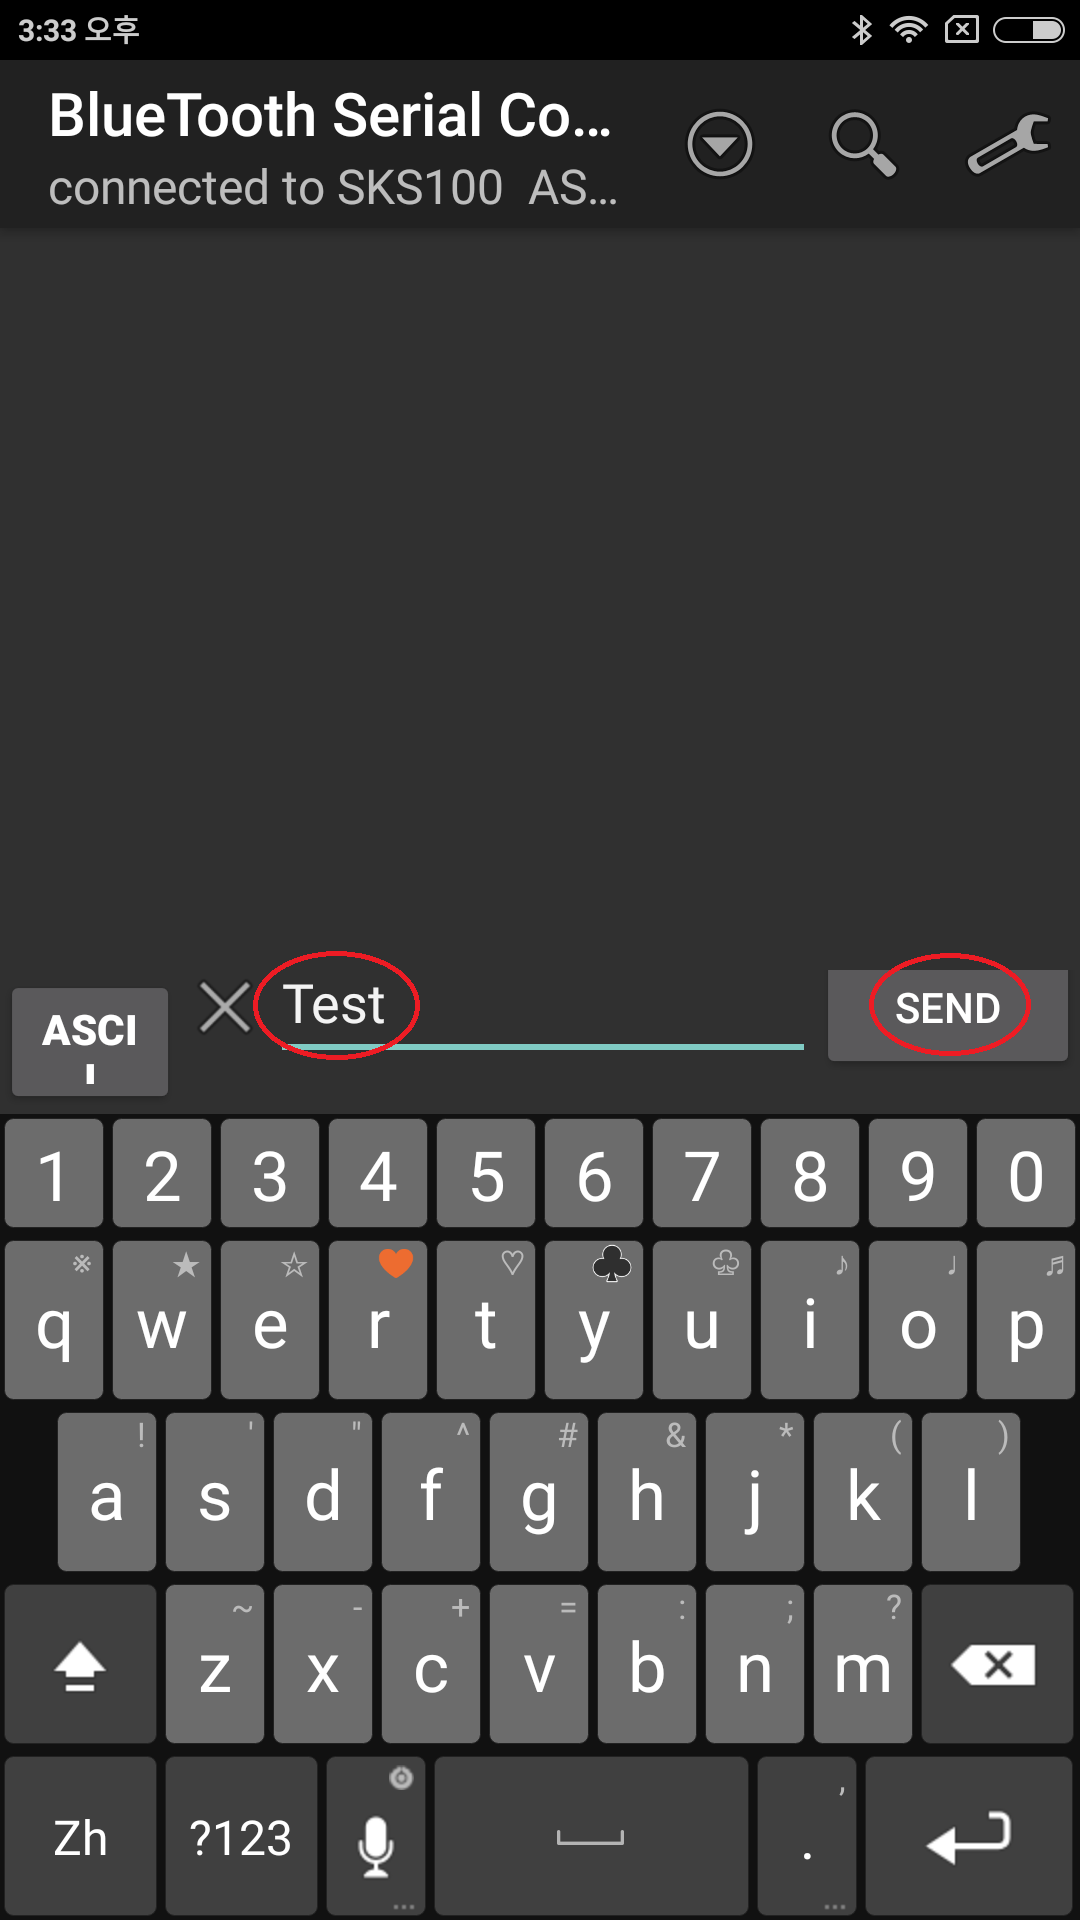 3:33 오후
BlueTooth Serial Co...
connected to SKS100  AS...
ASCI
I
Test
SEND
1 2 3 4 5 6 7 8 9 0
※ ★ ☆ ♥ ♡ ♣ ♧ ♪ ♩ ♬
q w e r t y u i o p
! ' " ^ # & * ( )
a s d f g h j k l
~ - + = : ; ?
z x c v b n m
,
Zh ?123 .
... ...